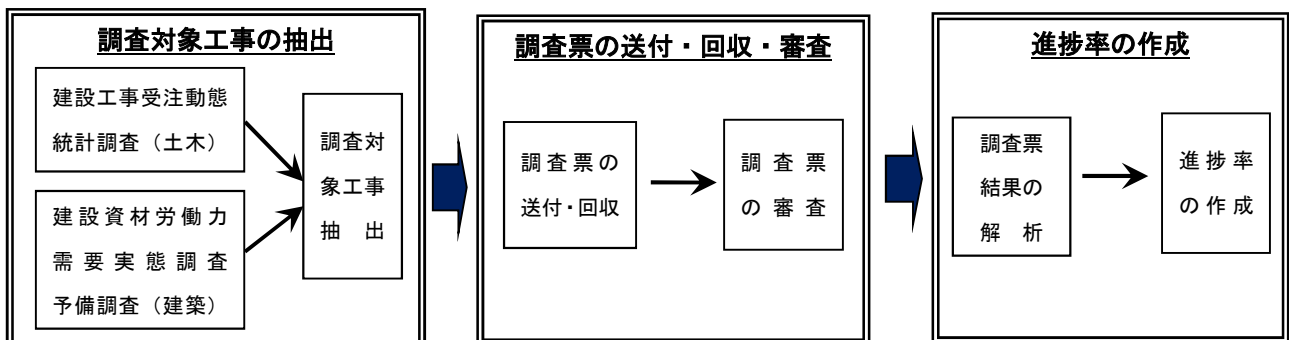 調査対象工事の抽出
建設工事受注動態
統計調査（土木）
建設資材労働力
需要実態調査
予備調査（建築）
調査対
象工事
抽出
調査票の送付・回収・審査
調査票の
送付・回収
調査票
の審査
進捗率の作成
調査票
結果の
解析
進捗率
の作成